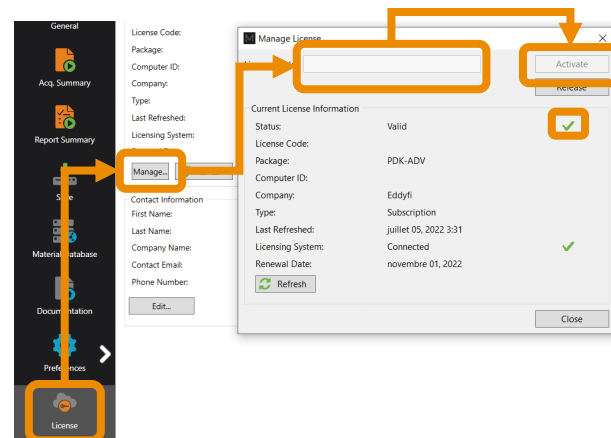 General
Acq. Summary
Report Summary
Material Database
Documentation
Preferences
License
License Code:
Package:
Computer ID:
Company:
Type:
Last Refreshed:
Licensing System:
Manage...
Contact Information
First Name:
Last Name:
Company Name:
Contact Email:
Phone Number:
Edit...
Manage License
Activate
Release
Current License Information
Status: Valid
License Code:
Package: PDK-ADV
Computer ID:
Company: Eddyfi
Type: Subscription
Last Refreshed: juillet 05, 2022 3:31
Licensing System: Connected
Renewal Date: novembre 01, 2022
Refresh
Close